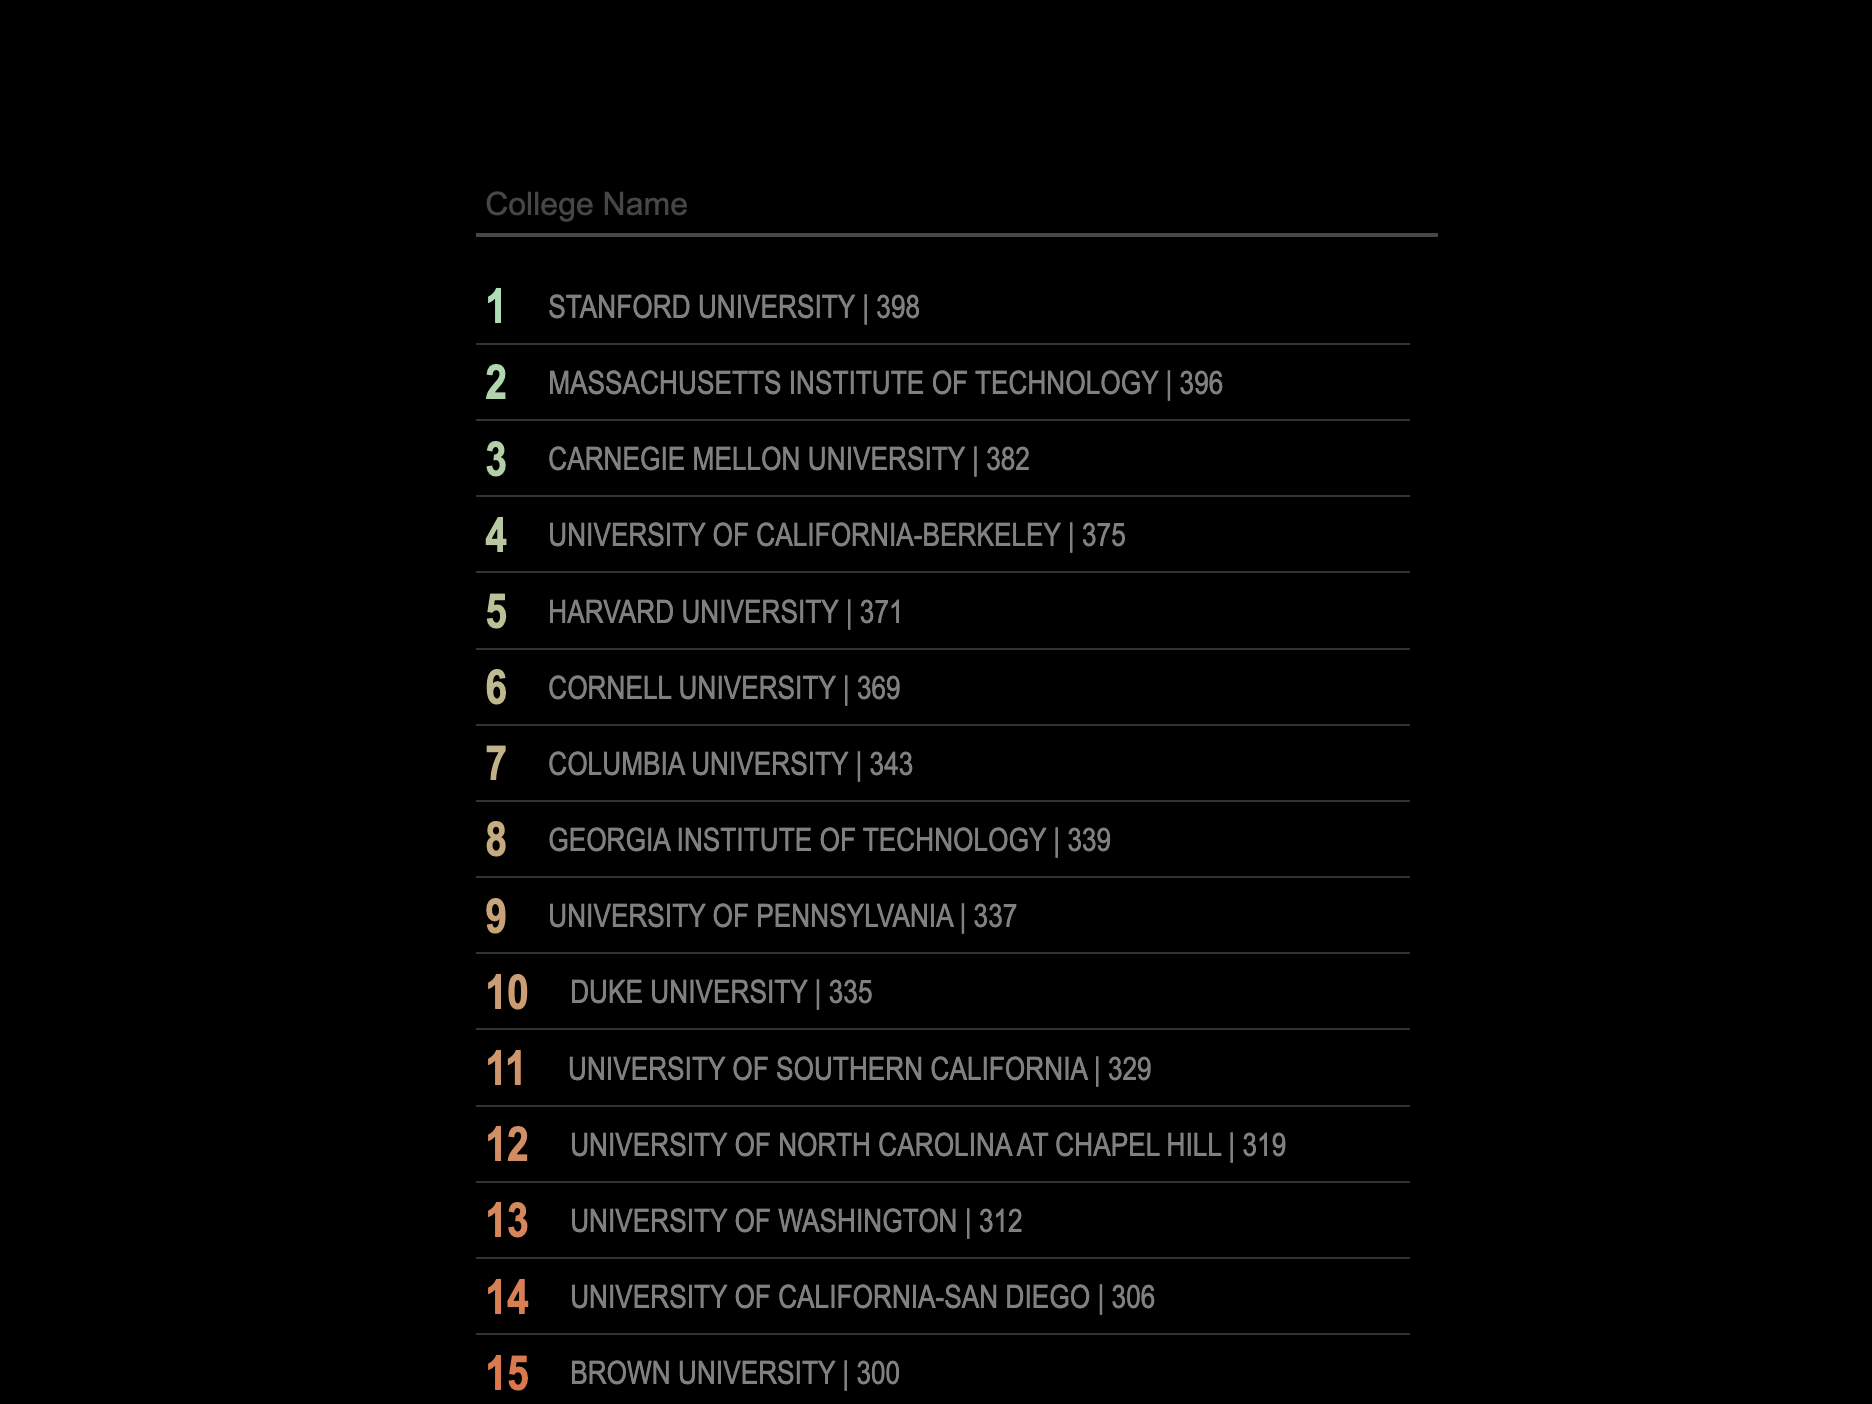 College Name
1 STANFORD UNIVERSITY | 398
2 MASSACHUSETTS INSTITUTE OF TECHNOLOGY | 396
3 CARNEGIE MELLON UNIVERSITY | 382
4 UNIVERSITY OF CALIFORNIA-BERKELEY | 375
5 HARVARD UNIVERSITY | 371
6 CORNELL UNIVERSITY | 369
7 COLUMBIA UNIVERSITY | 343
8 GEORGIA INSTITUTE OF TECHNOLOGY | 339
9 UNIVERSITY OF PENNSYLVANIA | 337
10 DUKE UNIVERSITY | 335
11 UNIVERSITY OF SOUTHERN CALIFORNIA | 329
12 UNIVERSITY OF NORTH CAROLINA AT CHAPEL HILL | 319
13 UNIVERSITY OF WASHINGTON | 312
14 UNIVERSITY OF CALIFORNIA-SAN DIEGO | 306
15 BROWN UNIVERSITY | 300